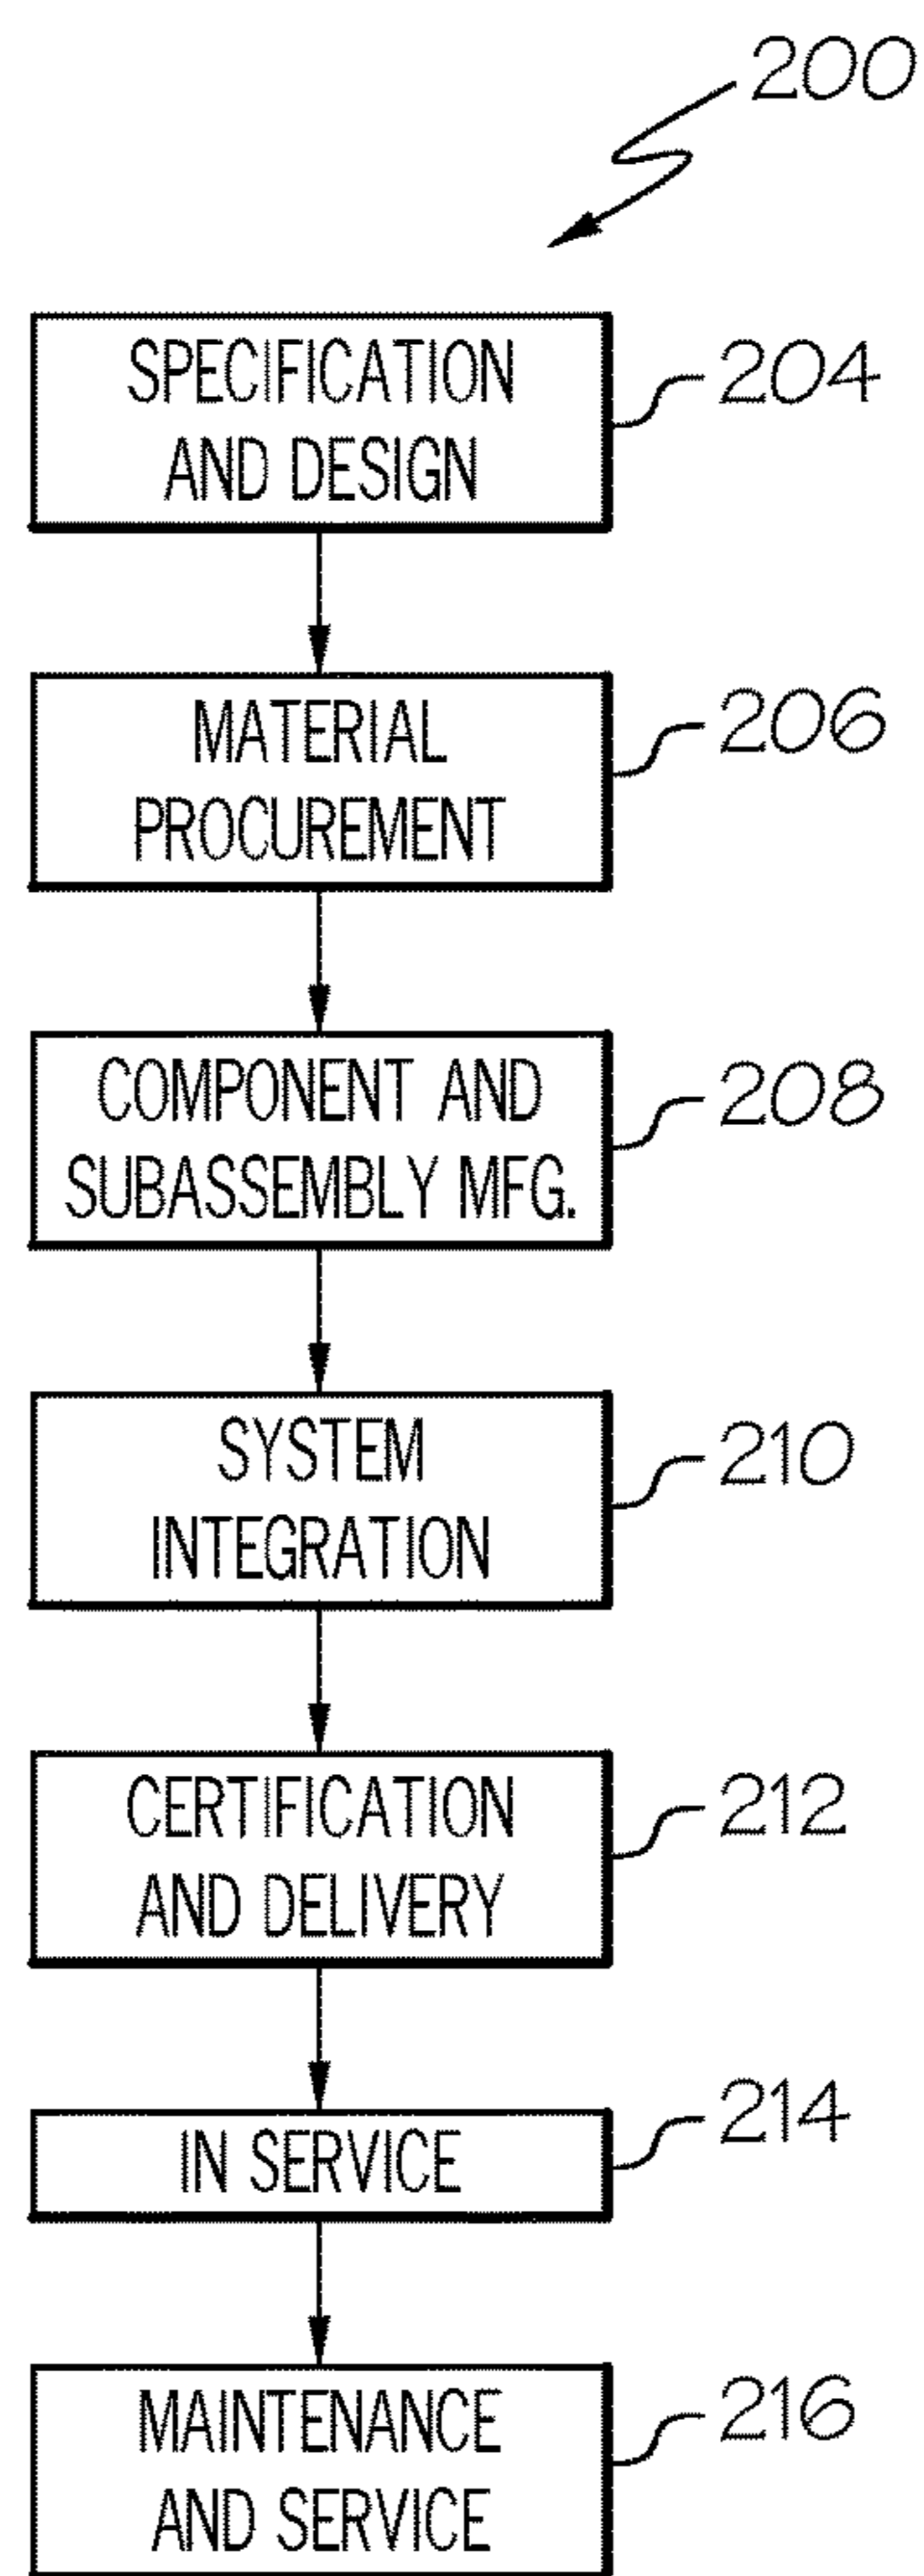 200
SPECIFICATION
AND DESIGN
204
MATERIAL
PROCUREMENT
206
COMPONENT AND
SUBASSEMBLY MFG.
208
SYSTEM
INTEGRATION
210
CERTIFICATION
AND DELIVERY
212
IN SERVICE
214
MAINTENANCE
AND SERVICE
216